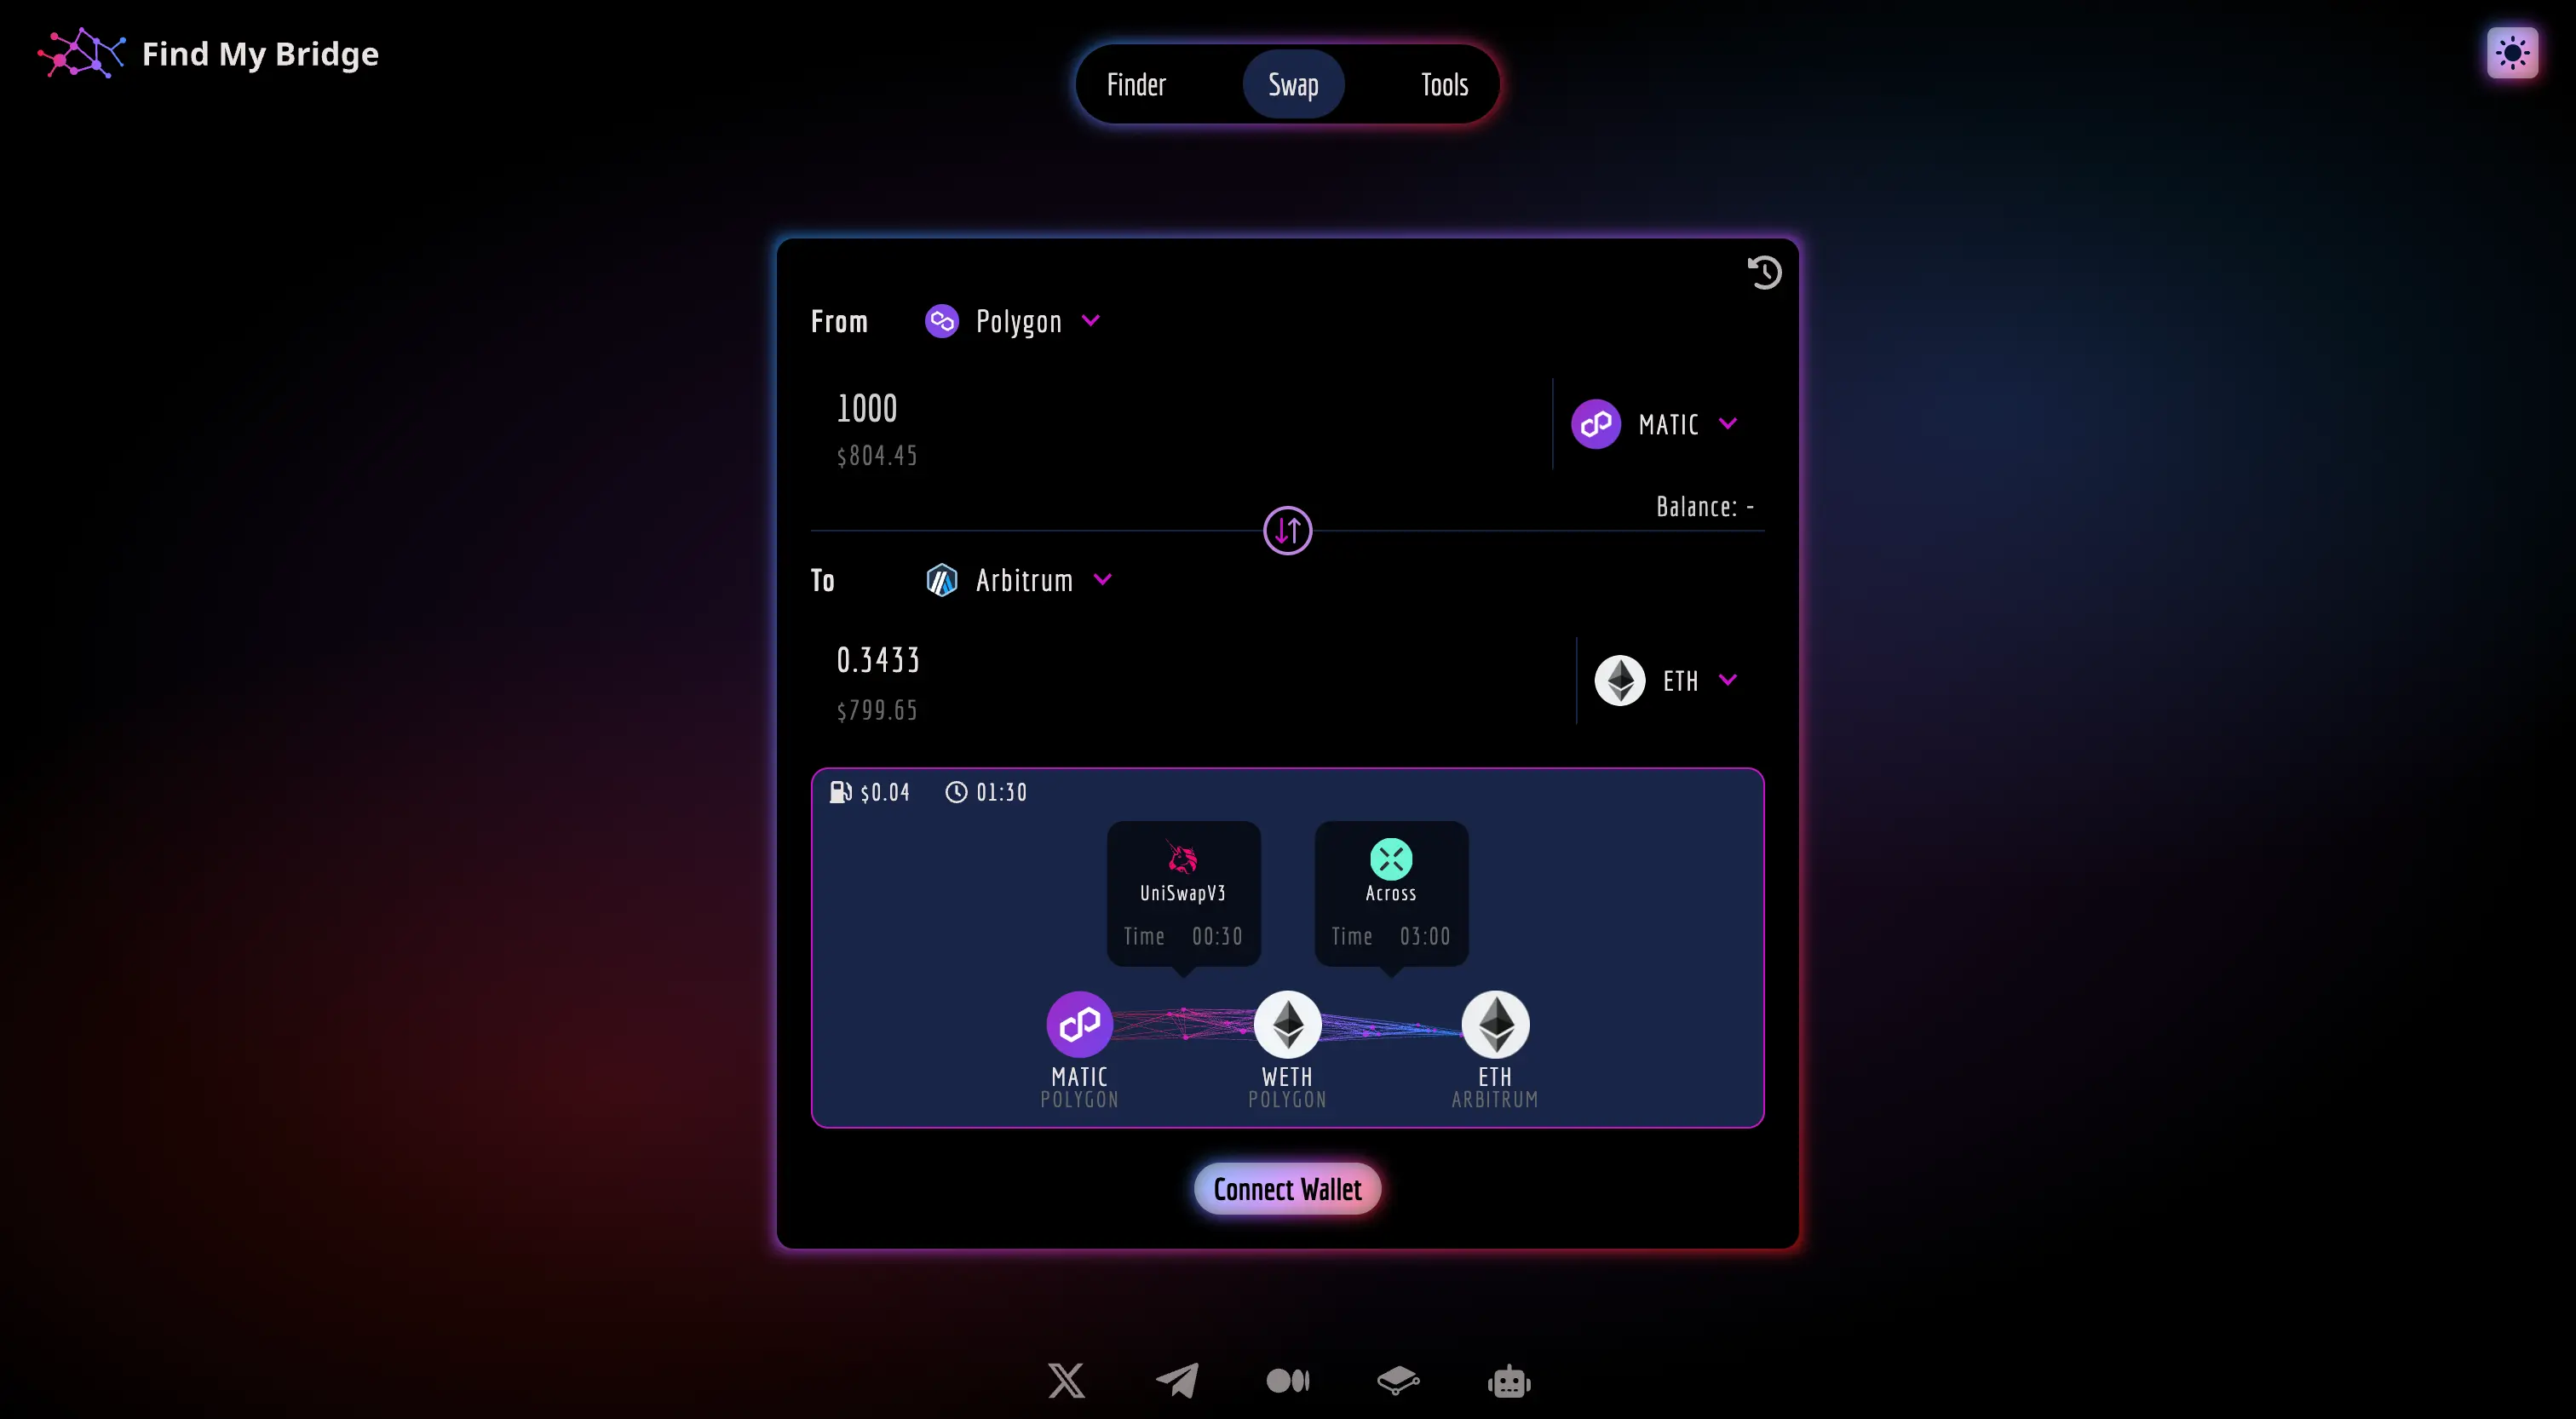 Find My Bridge
Finder Swap Tools
From Polygon
1000
$804.45
MATIC
Balance: -
To Arbitrum
0.3433
$799.65
ETH
$0.04 01:30
UniSwapV3
Time 00:30
Across
Time 03:00
MATIC
POLYGON
WETH
POLYGON
ETH
ARBITRUM
Connect Wallet